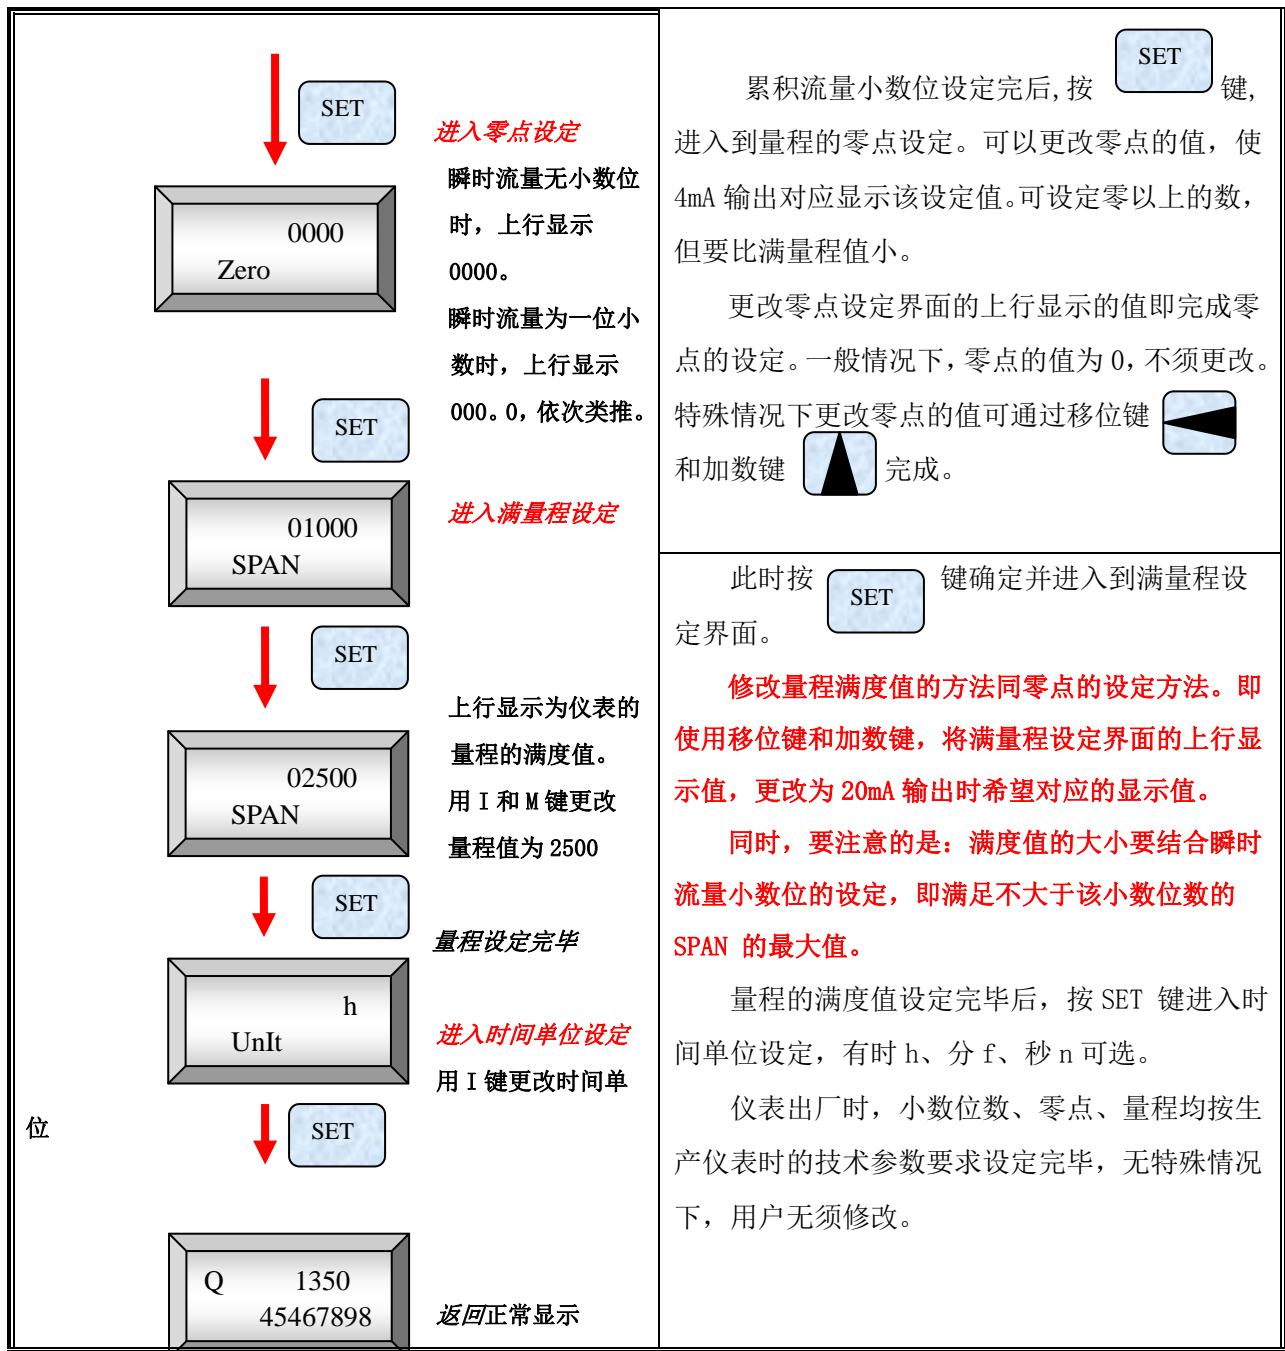 SET
进入零点设定
瞬时流量无小数位
时，上行显示
0000。
瞬时流量为一位小
数时，上行显示
000。0，依次类推。
0000
Zero
SET
进入满量程设定
01000
SPAN
SET
上行显示为仪表的
量程的满度值。
用 I 和 M 键更改
量程值为 2500
02500
SPAN
SET
量程设定完毕
h
UnIt
进入时间单位设定
用 I 键更改时间单
位
SET
Q 1350
45467898
返回正常显示
累积流量小数位设定完后,按 SET 键,
进入到量程的零点设定。可以更改零点的值，使
4mA 输出对应显示该设定值。可设定零以上的数，
但要比满量程值小。
更改零点设定界面的上行显示的值即完成零
点的设定。一般情况下，零点的值为 0，不须更改。
特殊情况下更改零点的值可通过移位键
和加数键 完成。
此时按 SET 键确定并进入到满量程设
定界面。
修改量程满度值的方法同零点的设定方法。即
使用移位键和加数键，将满量程设定界面的上行显
示值，更改为 20mA 输出时希望对应的显示值。
同时，要注意的是：满度值的大小要结合瞬时
流量小数位的设定，即满足不大于该小数位数的
SPAN 的最大值。
量程的满度值设定完毕后，按 SET 键进入时
间单位设定，有时 h、分 f、秒 n 可选。
仪表出厂时，小数位数、零点、量程均按生
产仪表时的技术参数要求设定完毕，无特殊情况
下，用户无须修改。